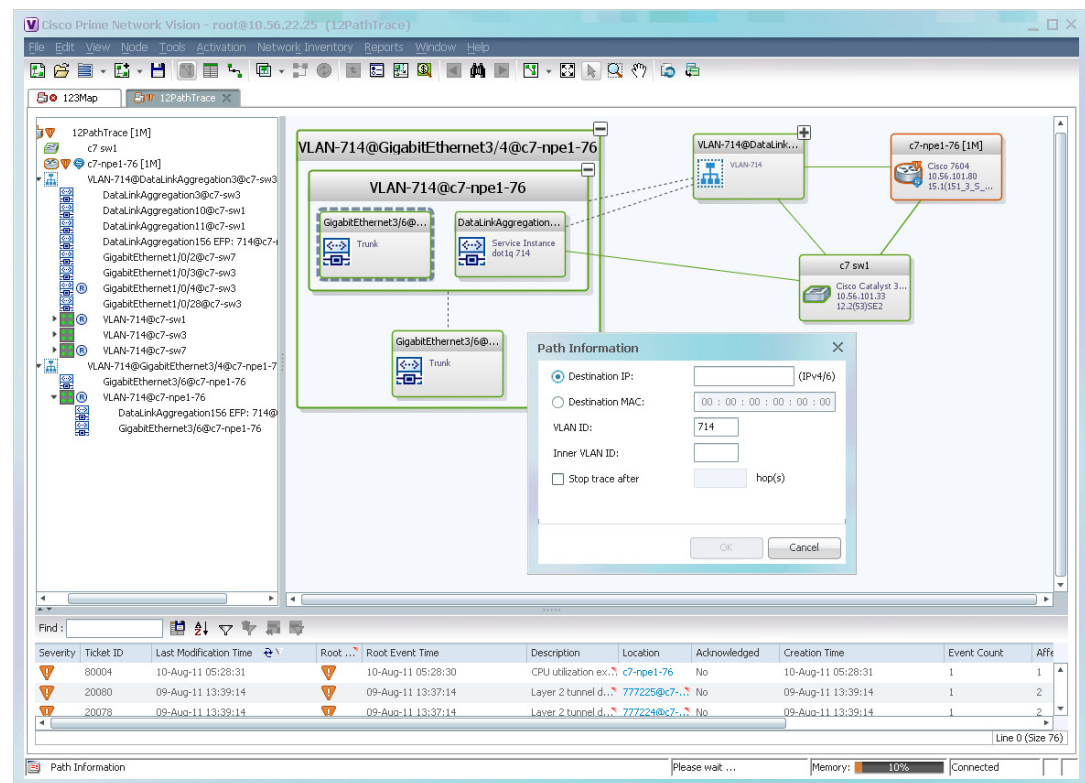 Cisco Prime Network Vision - root@10.56.22.25 (12PathTrace)
File Edit View Node Tools Activation Network Inventory Reports Window Help
123Map 12PathTrace
12PathTrace [1M]
c7 sw1
c7-npe1-76 [1M]
VLAN-714@DataLinkAggregation3@c7-sw3
DataLinkAggregation3@c7-sw3
DataLinkAggregation10@c7-sw1
DataLinkAggregation11@c7-sw1
DataLinkAggregation156 EFP: 714@c7-
GigabitEthernet1/0/2@c7-sw7
GigabitEthernet1/0/3@c7-sw3
GigabitEthernet1/0/4@c7-sw3
GigabitEthernet1/0/28@c7-sw3
VLAN-714@c7-sw1
VLAN-714@c7-sw3
VLAN-714@c7-sw7
VLAN-714@GigabitEthernet3/4@c7-npe1-7
GigabitEthernet3/6@c7-npe1-76
VLAN-714@c7-npe1-76
DataLinkAggregation156 EFP: 714@
GigabitEthernet3/6@c7-npe1-76
VLAN-714@GigabitEthernet3/4@c7-npe1-76
VLAN-714@c7-npe1-76
GigabitEthernet3/6@...
Trunk
DataLinkAggregation...
Service Instance
dot1q 714
GigabitEthernet3/6@...
Trunk
VLAN-714@DataLink...
VLAN-714
c7-npe1-76 [1M]
Cisco 7604
10.56.101.80
15.1(151_3_S_...
c7 sw1
Cisco Catalyst 3...
10.56.101.33
12.2(53)SE2
Path Information
Destination IP: (IPv4/6)
Destination MAC: 00 : 00 : 00 : 00 : 00 : 00
VLAN ID: 714
Inner VLAN ID:
Stop trace after hop(s)
OK Cancel
Find :
Severity Ticket ID Last Modification Time Root ... Root Event Time Description Location Acknowledged Creation Time Event Count Affe
80004 10-Aug-11 05:28:31 10-Aug-11 05:28:30 CPU utilization ex... c7-npe1-76 No 10-Aug-11 05:28:31 1 1
20080 09-Aug-11 13:39:14 09-Aug-11 13:37:14 Layer 2 tunnel d... 777225@c7-... No 09-Aug-11 13:39:14 1 2
20078 09-Aug-11 13:39:14 09-Aug-11 13:37:14 Layer 2 tunnel d... 777224@c7-... No 09-Aug-11 13:39:14 1 2
Line 0 (Size 76)
Path Information Please wait ... Memory: 10% Connected